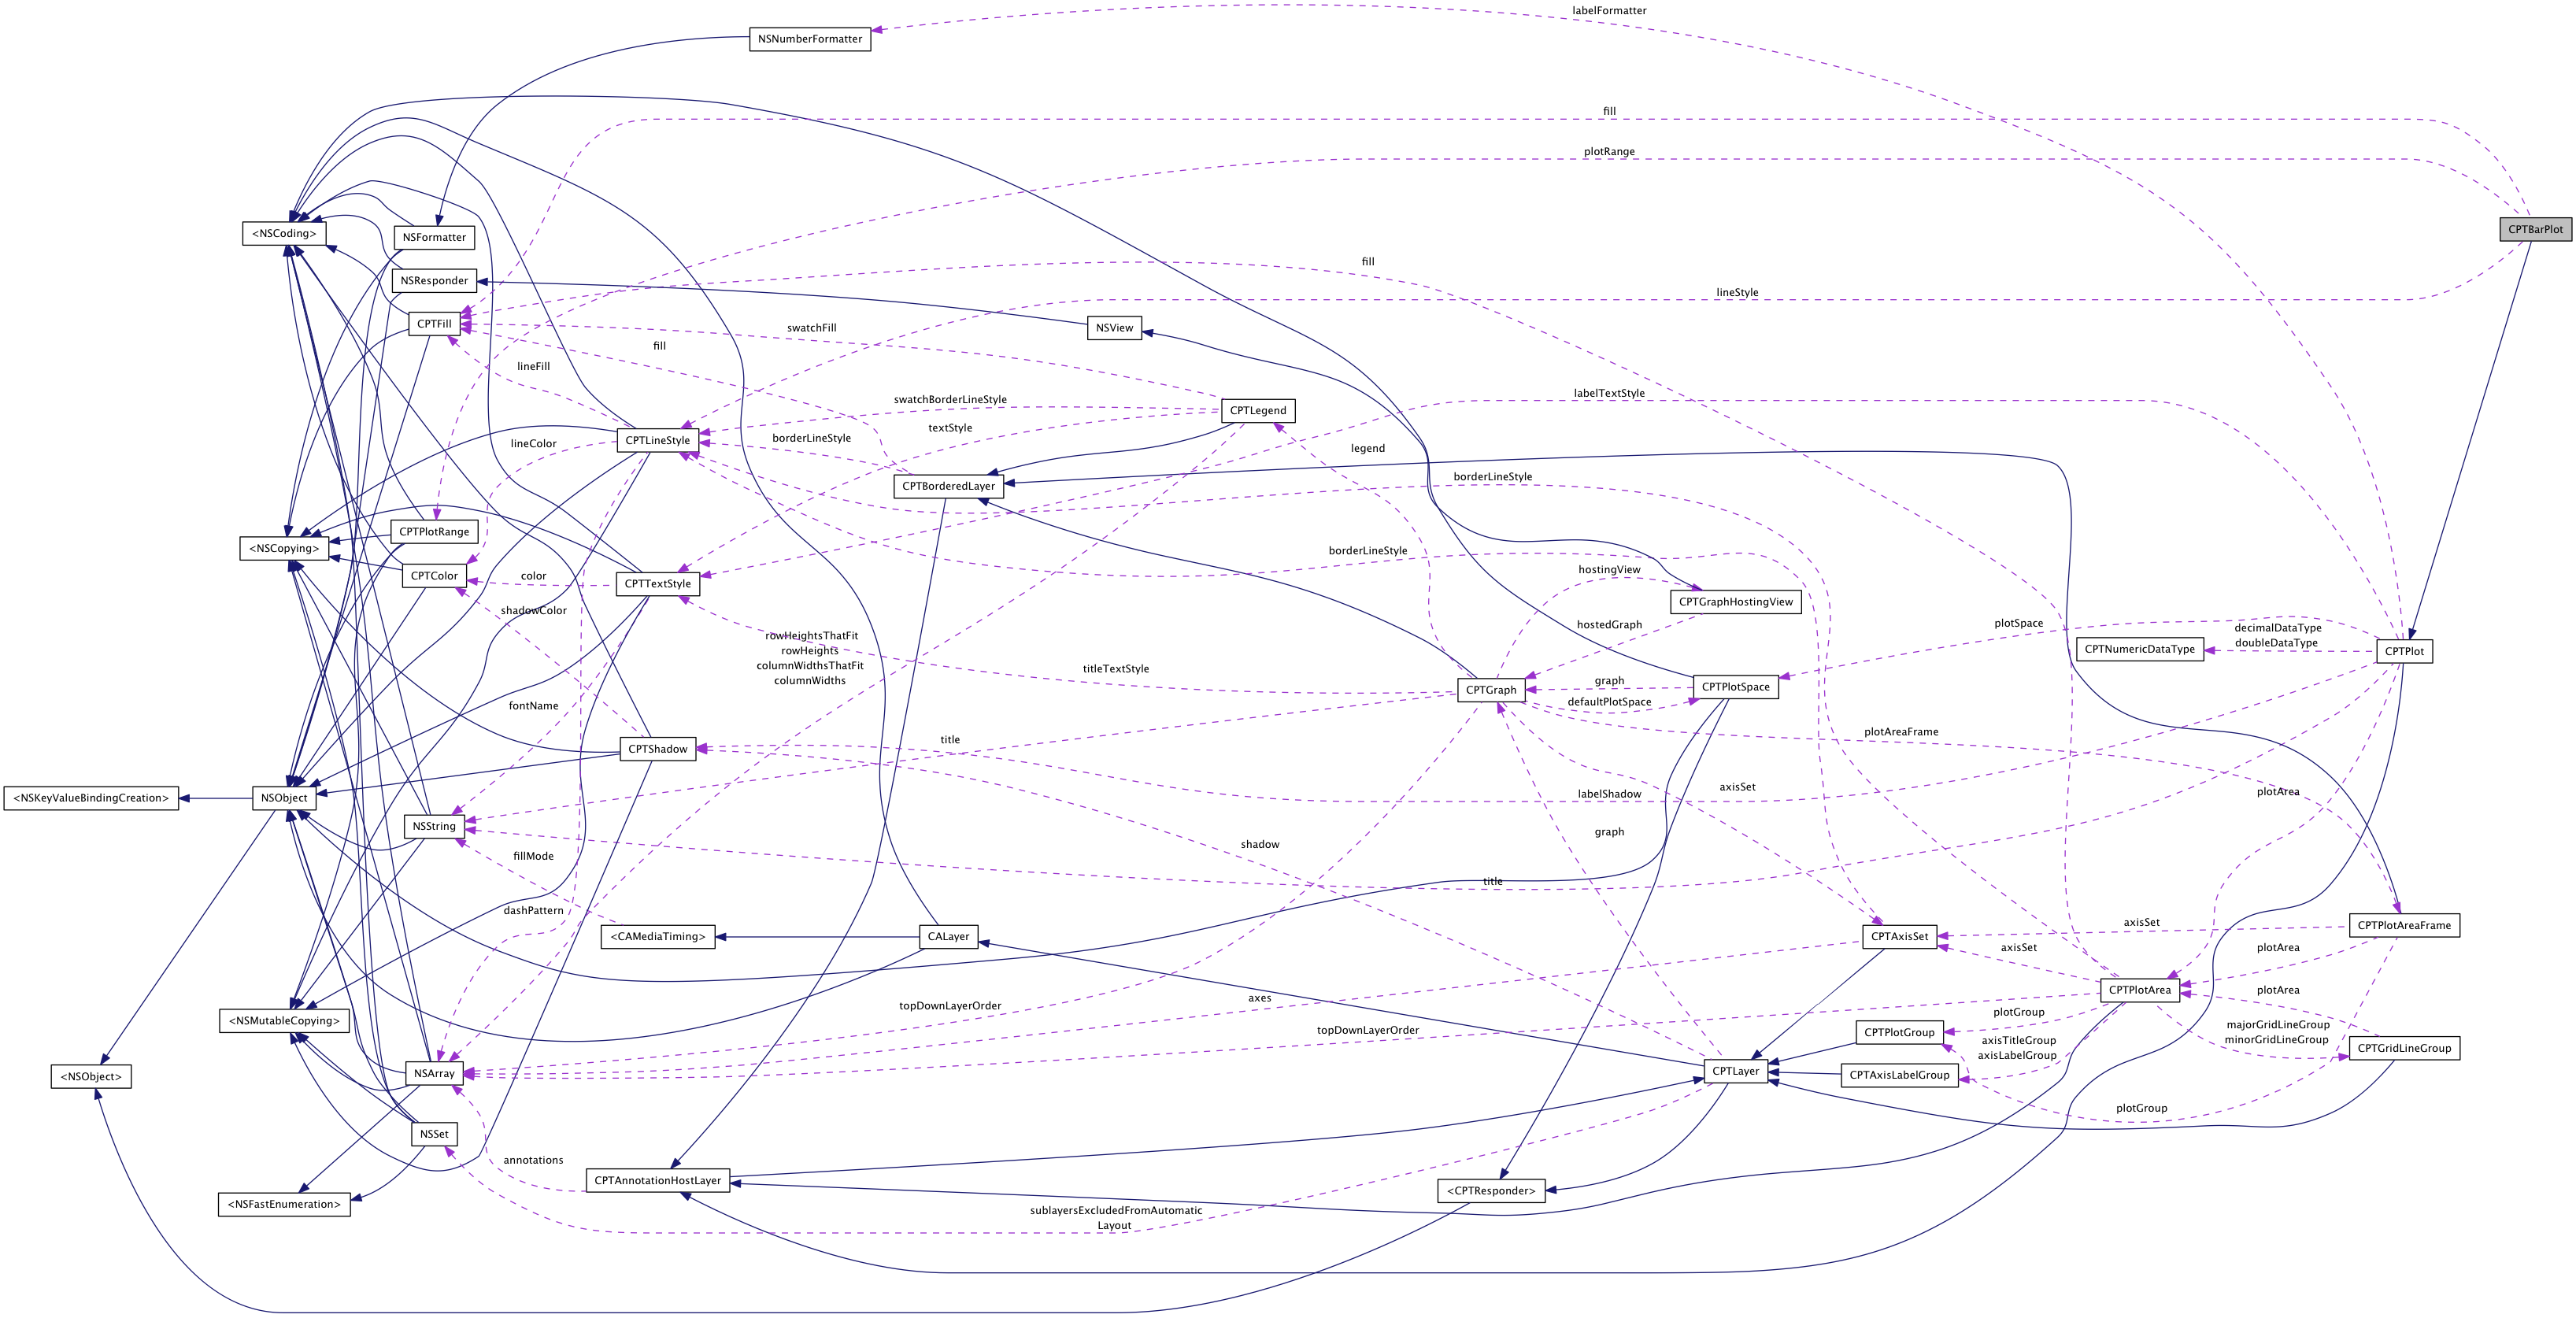 labelFormatter
NSNumberFormatter
fill
plotRange
CPTBarPlot
<NSCoding>
NSFormatter
fill
NSResponder
lineStyle
CPTFill
swatchFill
NSView
fill
lineFill
labelTextStyle
swatchBorderLineStyle
CPTLegend
textStyle
CPTLineStyle
borderLineStyle
lineColor
legend
borderLineStyle
CPTBorderedLayer
CPTPlotRange
<NSCopying>
borderLineStyle
hostingView
CPTColor
color
CPTTextStyle
CPTGraphHostingView
shadowColor
hostedGraph
plotSpace
decimalDataType
doubleDataType
rowHeightsThatFit
rowHeights
columnWidthsThatFit
columnWidths
CPTNumericDataType
CPTPlot
titleTextStyle
graph
CPTPlotSpace
CPTGraph
defaultPlotSpace
fontName
plotAreaFrame
title
CPTShadow
axisSet
plotArea
labelShadow
<NSKeyValueBindingCreation>
NSObject
NSString
graph
shadow
fillMode
title
dashPattern
axisSet
CPTPlotAreaFrame
<CAMediaTiming>
CALayer
CPTAxisSet
axisSet
plotArea
CPTPlotArea
plotArea
axes
topDownLayerOrder
plotGroup
<NSMutableCopying>
topDownLayerOrder
CPTPlotGroup
majorGridLineGroup
minorGridLineGroup
axisTitleGroup
axisLabelGroup
CPTGridLineGroup
<NSObject>
NSArray
CPTLayer
CPTAxisLabelGroup
plotGroup
NSSet
annotations
CPTAnnotationHostLayer
<CPTResponder>
<NSFastEnumeration>
sublayersExcludedFromAutomatic
Layout